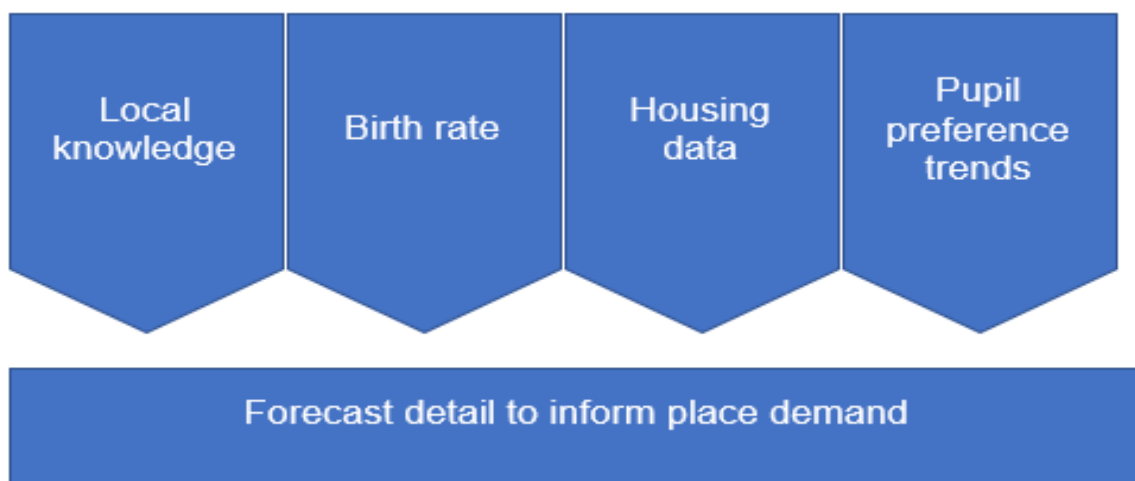 Local
knowledge
Birth rate
Housing
data
Pupil
preference
trends
Forecast detail to inform place demand